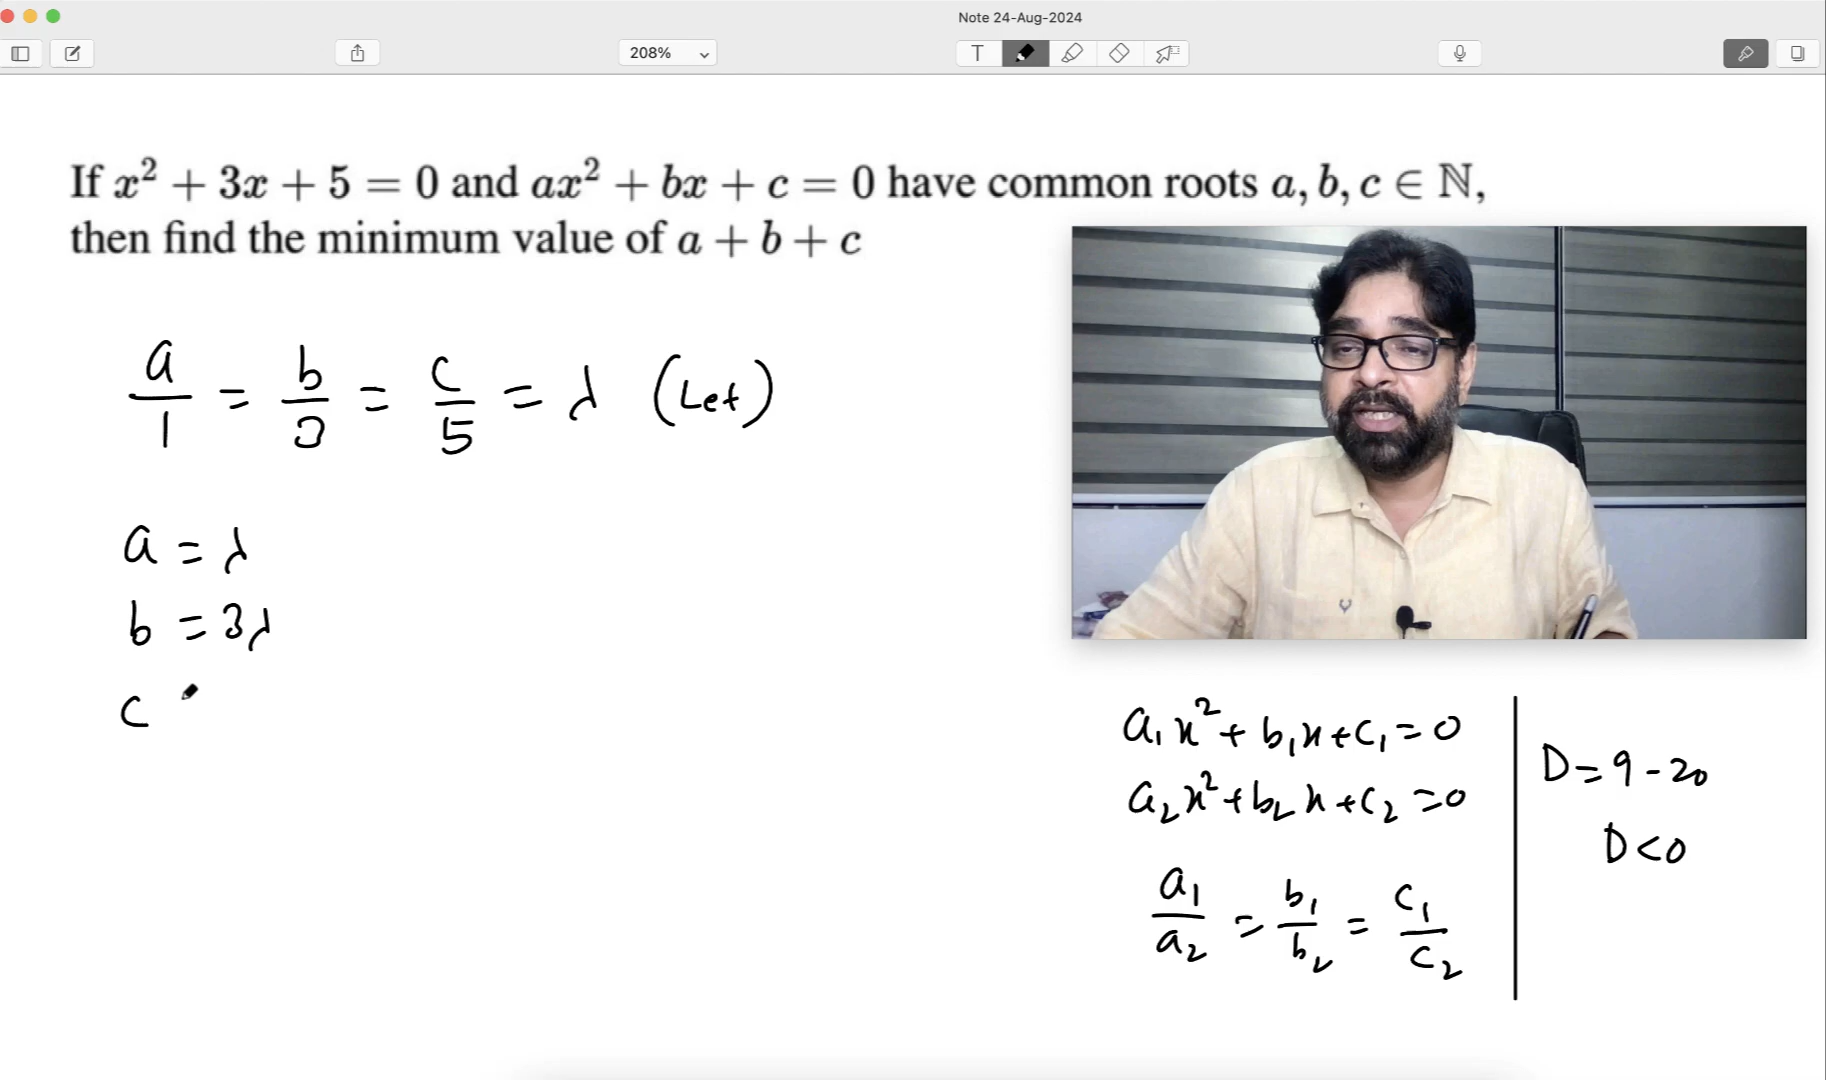 Note 24-Aug-2024
208%
T
If x² + 3x + 5 = 0 and ax² + bx + c = 0 have common roots a, b, c ∈ ℕ,
then find the minimum value of a + b + c
a/1 = b/3 = c/5 = λ (Let)
a = λ
b = 3λ
c
a₁x² + b₁x + c₁ = 0
a₂x² + b₂x + c₂ = 0
a₁/a₂ = b₁/b₂ = c₁/c₂
D = 9 - 20
D < 0